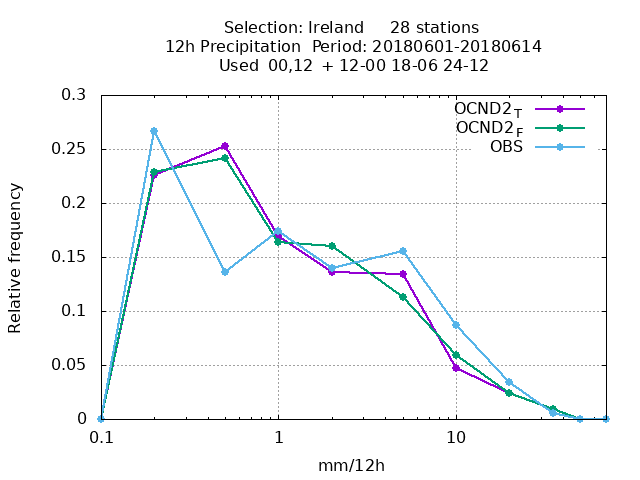 Selection: Ireland 28 stations
12h Precipitation Period: 20180601-20180614
Used 00,12 + 12-00 18-06 24-12
OCND2 T
OCND2 F
OBS
0.3
0.25
0.2
0.15
0.1
0.05
0
Relative frequency
0.1 1 10
mm/12h